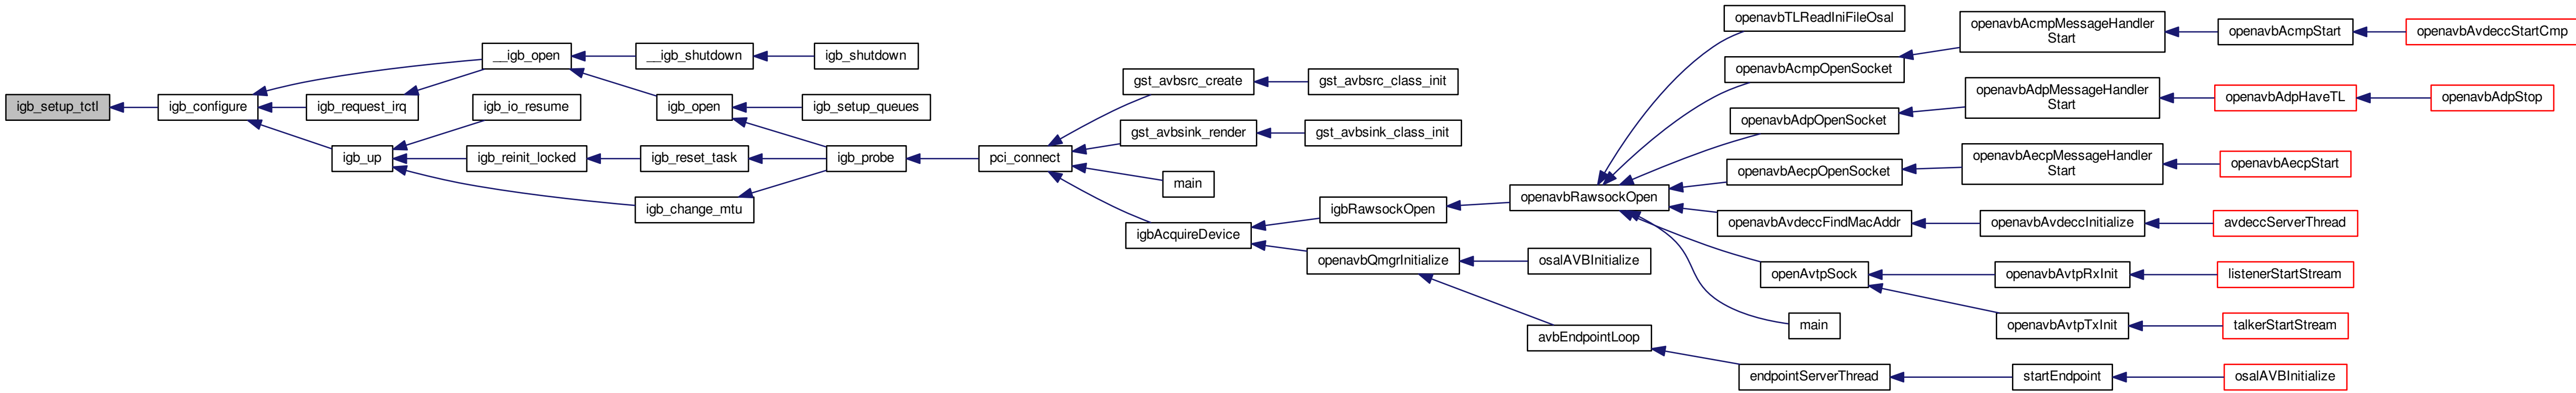 igb_setup_tctl
igb_configure
__igb_open
igb_request_irq
igb_up
__igb_shutdown
igb_shutdown
igb_io_resume
igb_open
igb_setup_queues
igb_reinit_locked
igb_reset_task
igb_probe
igb_change_mtu
pci_connect
gst_avbsrc_create
gst_avbsrc_class_init
gst_avbsink_render
gst_avbsink_class_init
main
igbAcquireDevice
igbRawsockOpen
openavbQmgrInitialize
osalAVBInitialize
avbEndpointLoop
openavbRawsockOpen
openavbTLReadIniFileOsal
openavbAcmpOpenSocket
openavbAcmpMessageHandler
Start
openavbAcmpStart
openavbAvdeccStartCmp
openavbAdpOpenSocket
openavbAdpMessageHandler
Start
openavbAdpHaveTL
openavbAdpStop
openavbAecpOpenSocket
openavbAecpMessageHandler
Start
openavbAecpStart
openavbAvdeccFindMacAddr
openavbAvdeccInitialize
avdeccServerThread
openAvtpSock
openavbAvtpRxInit
listenerStartStream
main
openavbAvtpTxInit
talkerStartStream
endpointServerThread
startEndpoint
osalAVBInitialize